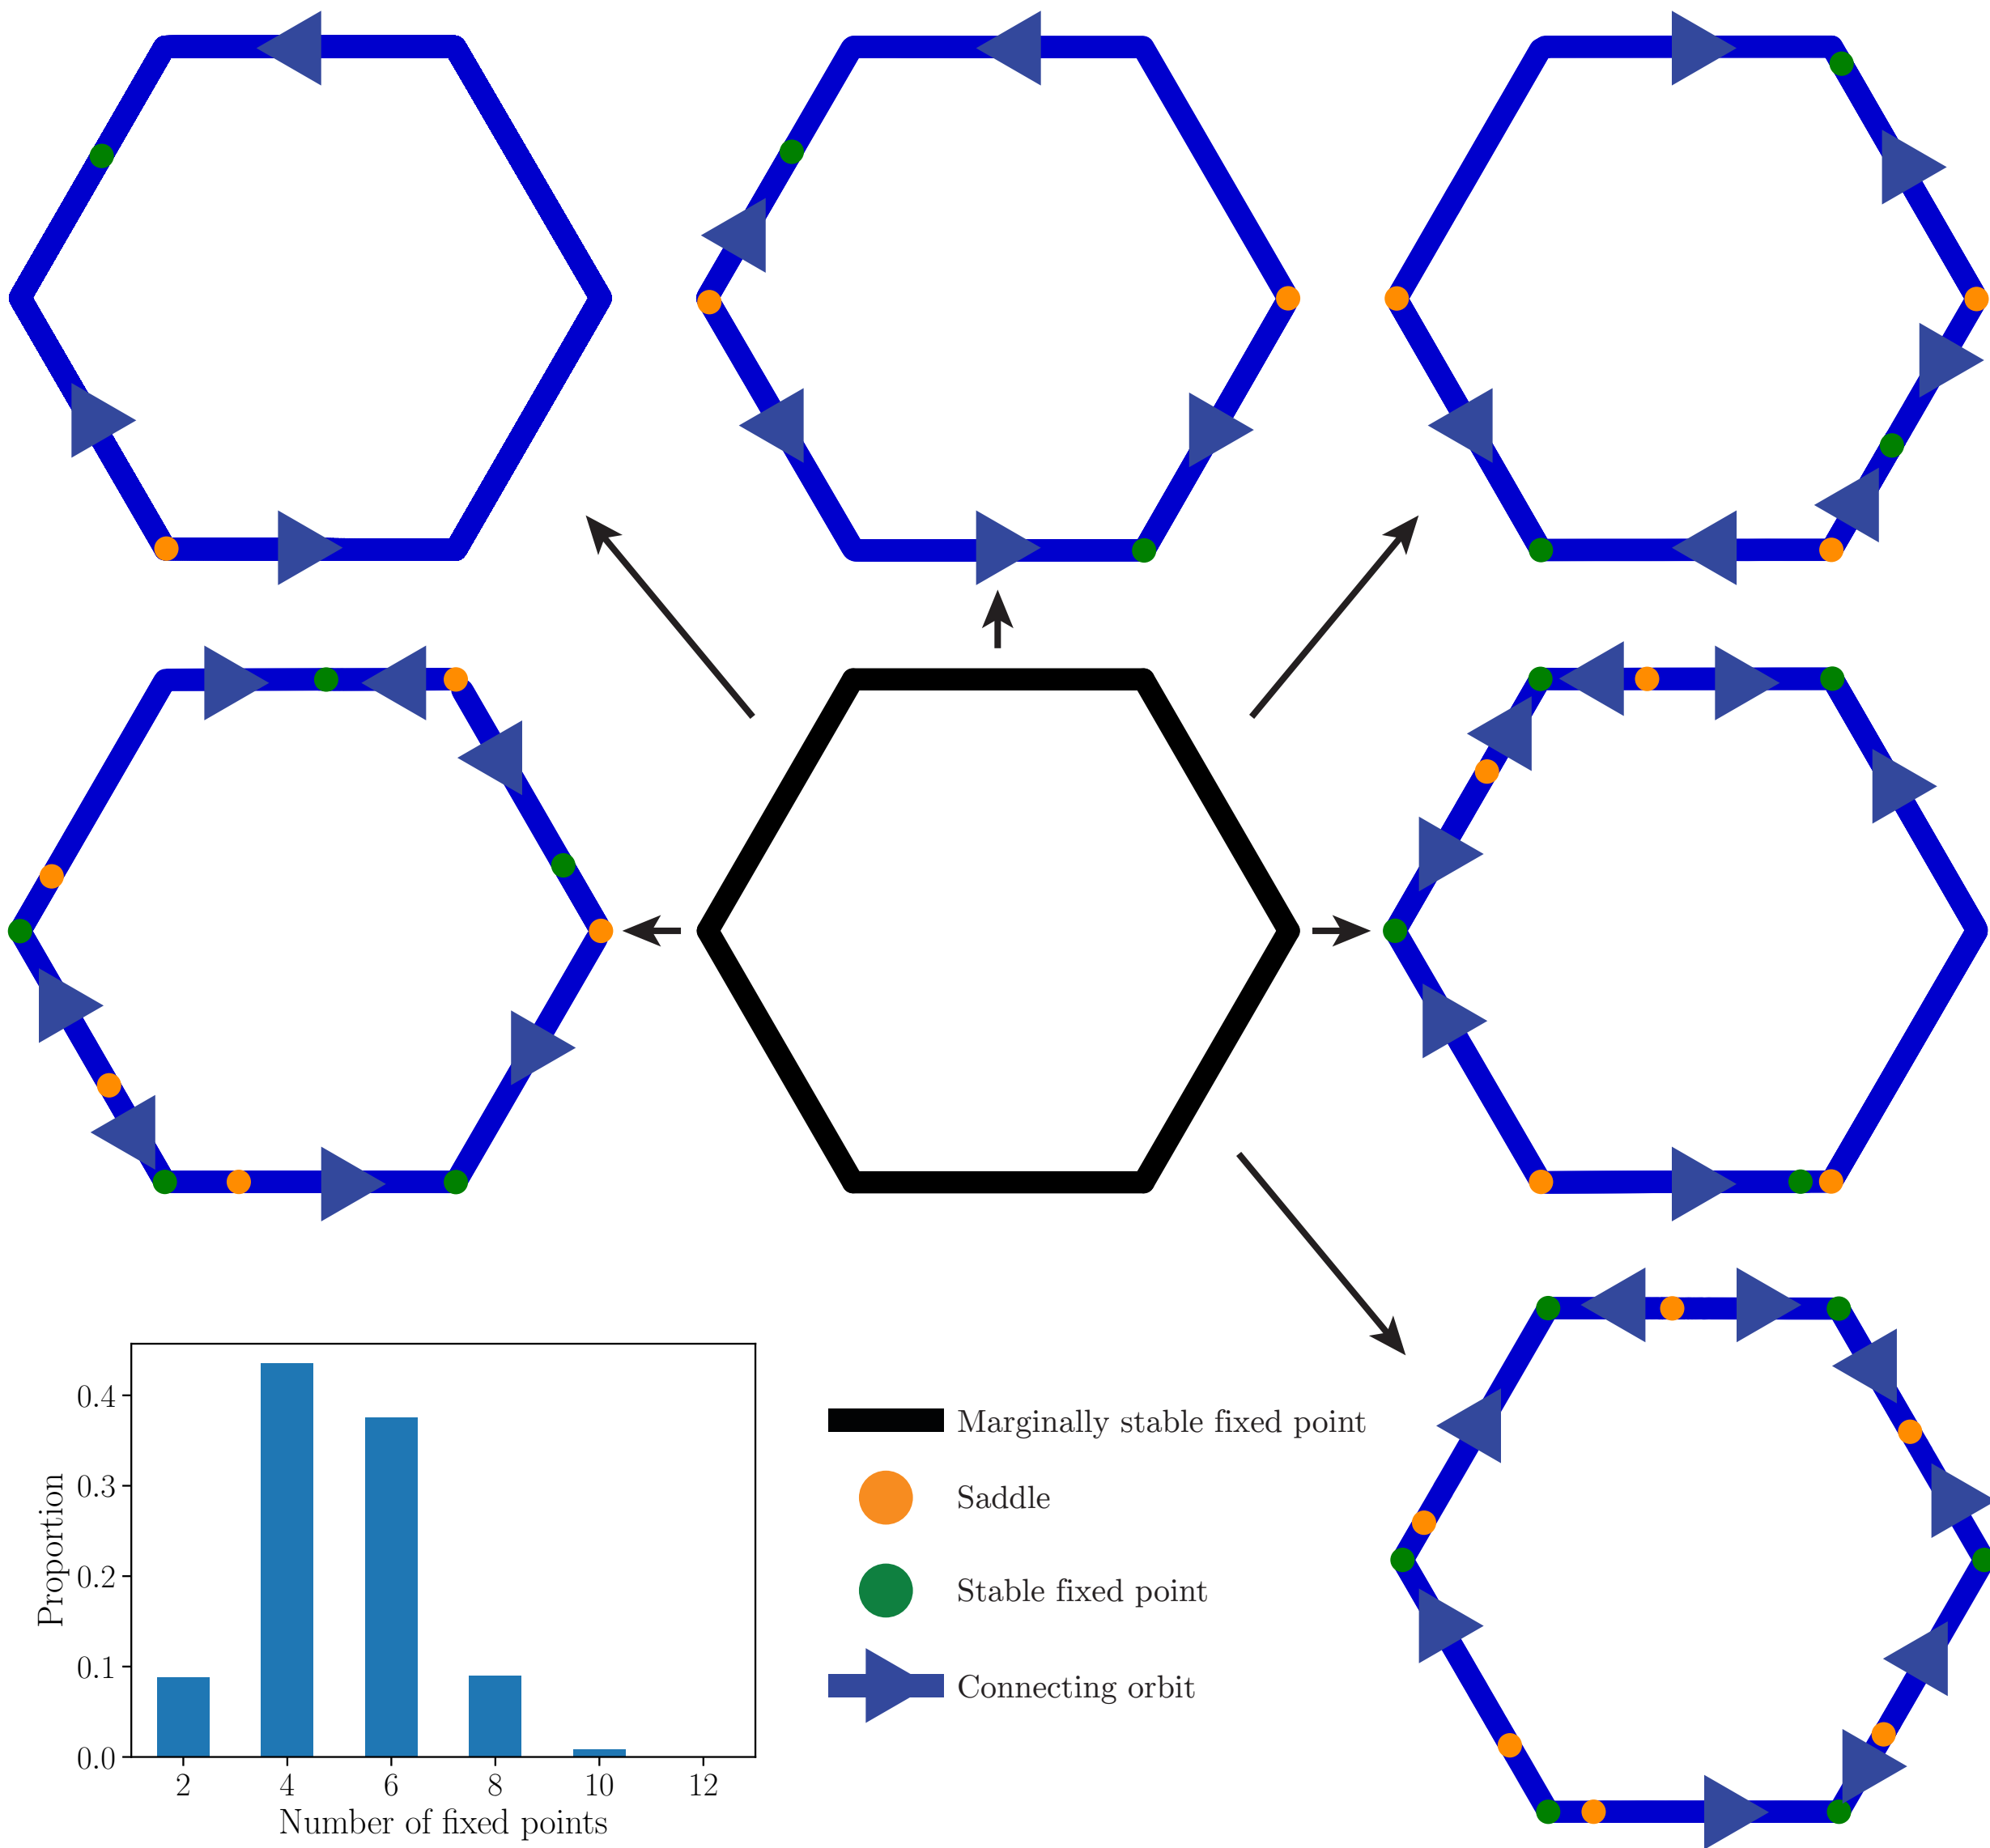 0.4
0.3
0.2
0.1
0.0
Proportion
2 4 6 8 10 12
Number of fixed points
Marginally stable fixed point
Saddle
Stable fixed point
Connecting orbit